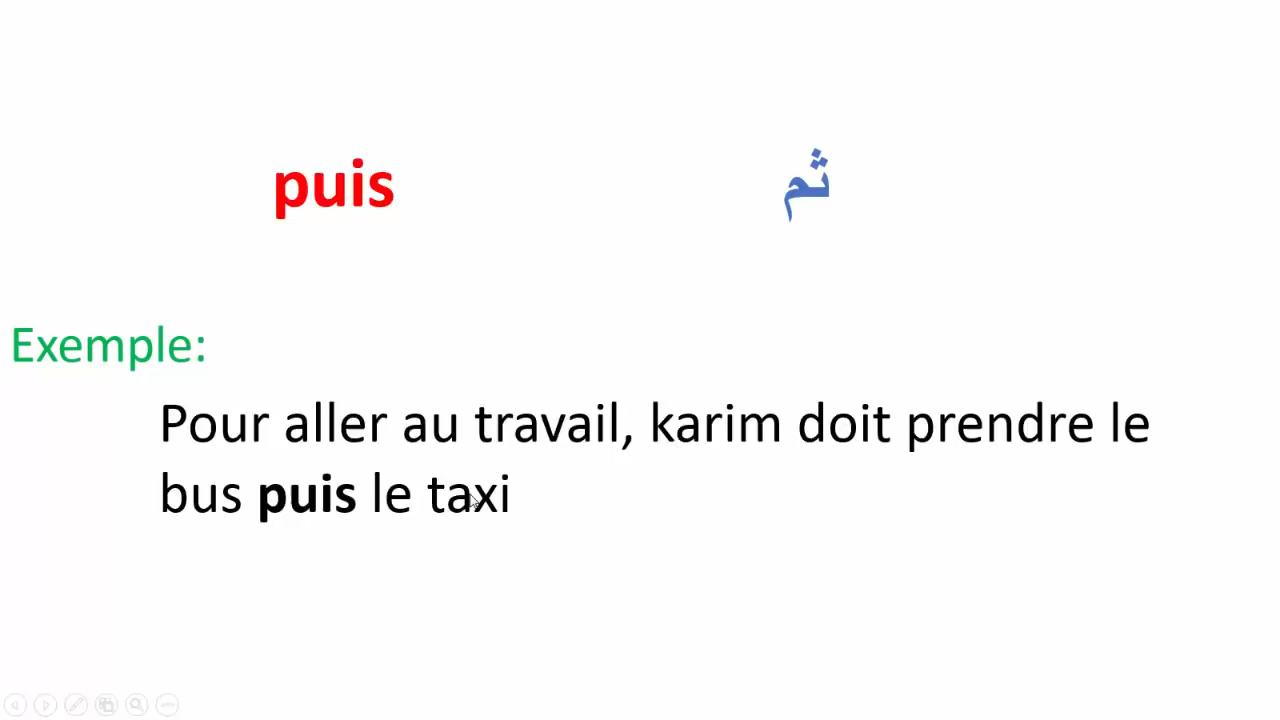 puis
ثم
Exemple:
Pour aller au travail, karim doit prendre le
bus puis le taxi